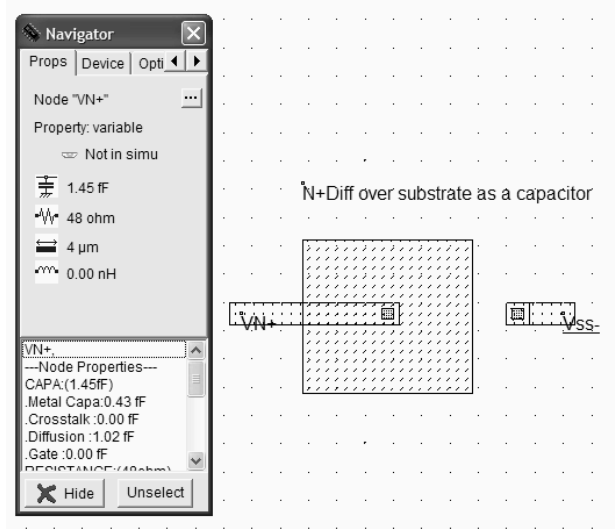 Navigator
Props Device Opti
Node "VN+" ...
Property: variable
Not in simu
1.45 fF
48 ohm
4 µm
0.00 nH
VN+,
---Node Properties---
CAPA:(1.45fF)
.Metal Capa:0.43 fF
.Crosstalk :0.00 fF
.Diffusion :1.02 fF
.Gate :0.00 fF
RESISTANCE:(48ohm)
Hide Unselect
N+Diff over substrate as a capacitor
VN+
Vss-